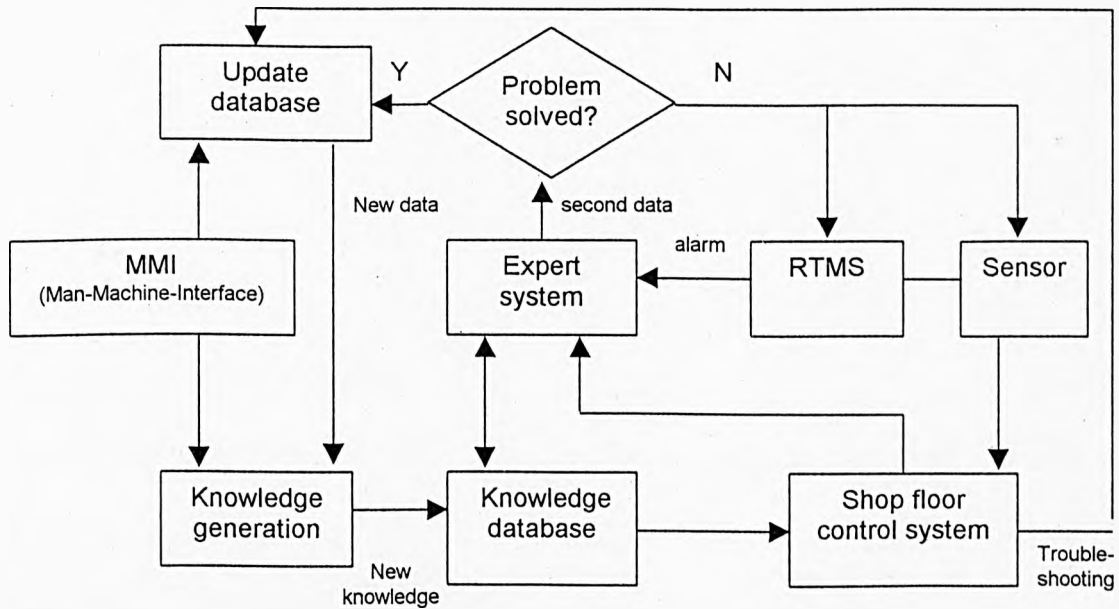 Update
database
Y
Problem
solved?
N
New data
second data
alarm
MMI
(Man-Machine-Interface)
Expert
system
RTMS
Sensor
Knowledge
generation
Knowledge
database
Shop floor
control system
New
knowledge
Trouble-
shooting